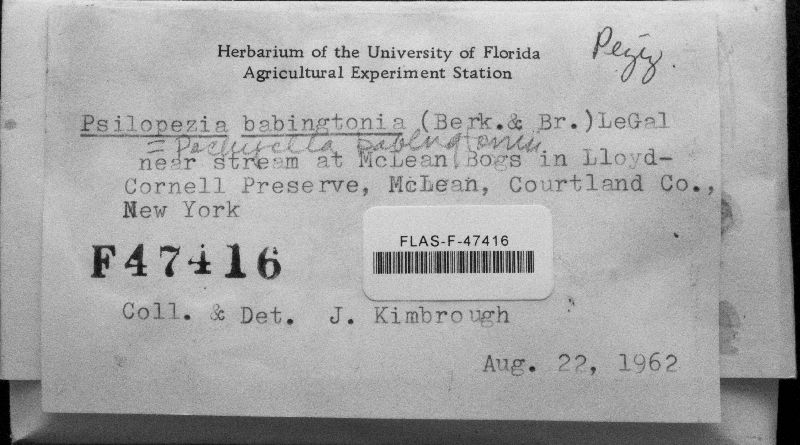 Herbarium of the University of Florida
Agricultural Experiment Station
Peziz.
Psilopezia babingtonia (Berk.& Br.)LeGal
= Pachyella babingtonii
near stream at McLean Bogs in Lloyd-
Cornell Preserve, McLean, Courtland Co.,
New York
F47416
FLAS-F-47416
Coll. & Det. J. Kimbrough
Aug. 22, 1962